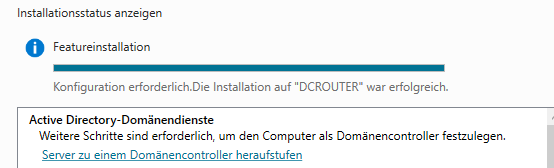 Installationsstatus anzeigen
Featureinstallation
Konfiguration erforderlich.Die Installation auf "DCROUTER" war erfolgreich.
Active Directory-Domänendienste
Weitere Schritte sind erforderlich, um den Computer als Domänencontroller festzulegen.
Server zu einem Domänencontroller heraufstufen